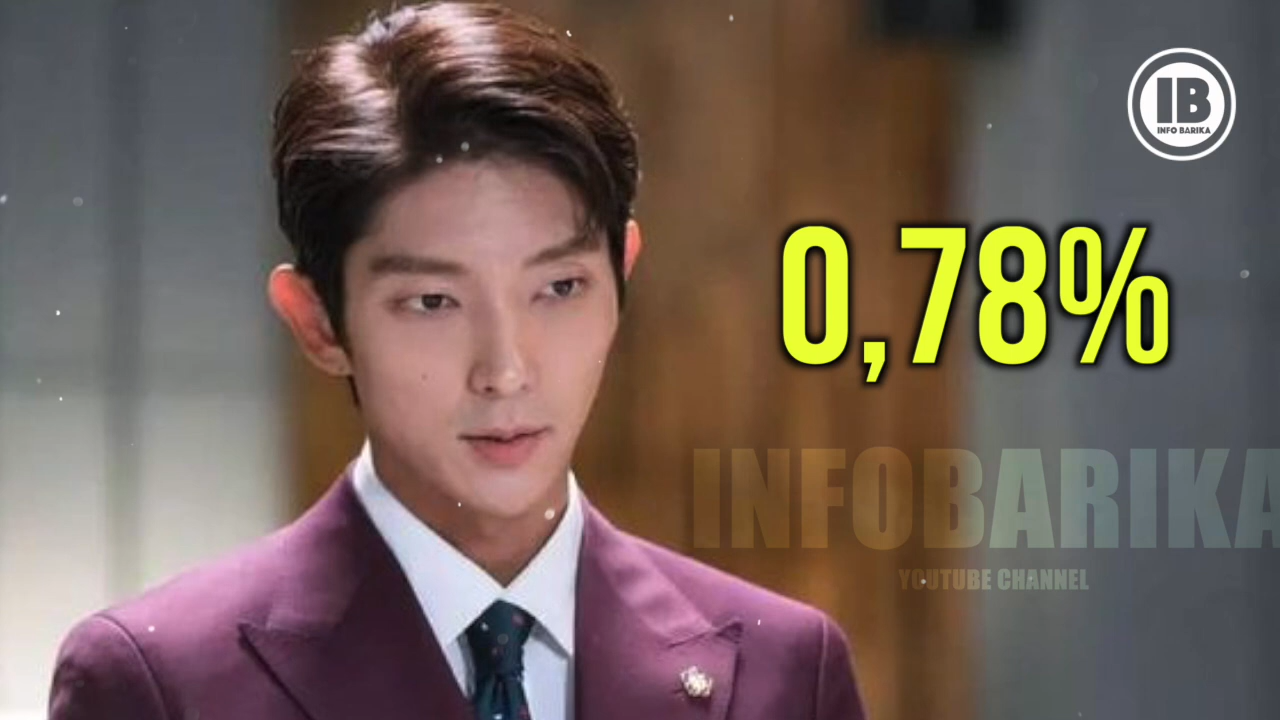 IB
INFO BARIKA
0,78%
INFOBARIKA
YOUTUBE CHANNEL